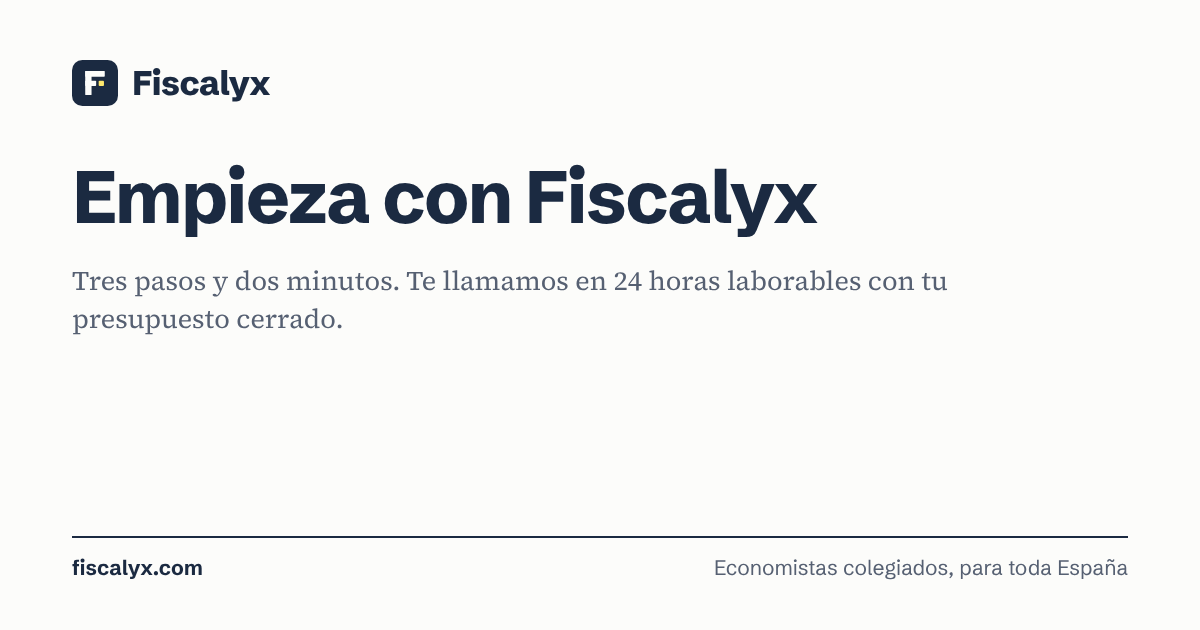 Fiscalyx
Empieza con Fiscalyx
Tres pasos y dos minutos. Te llamamos en 24 horas laborables con tu
presupuesto cerrado.
fiscalyx.com
Economistas colegiados, para toda España